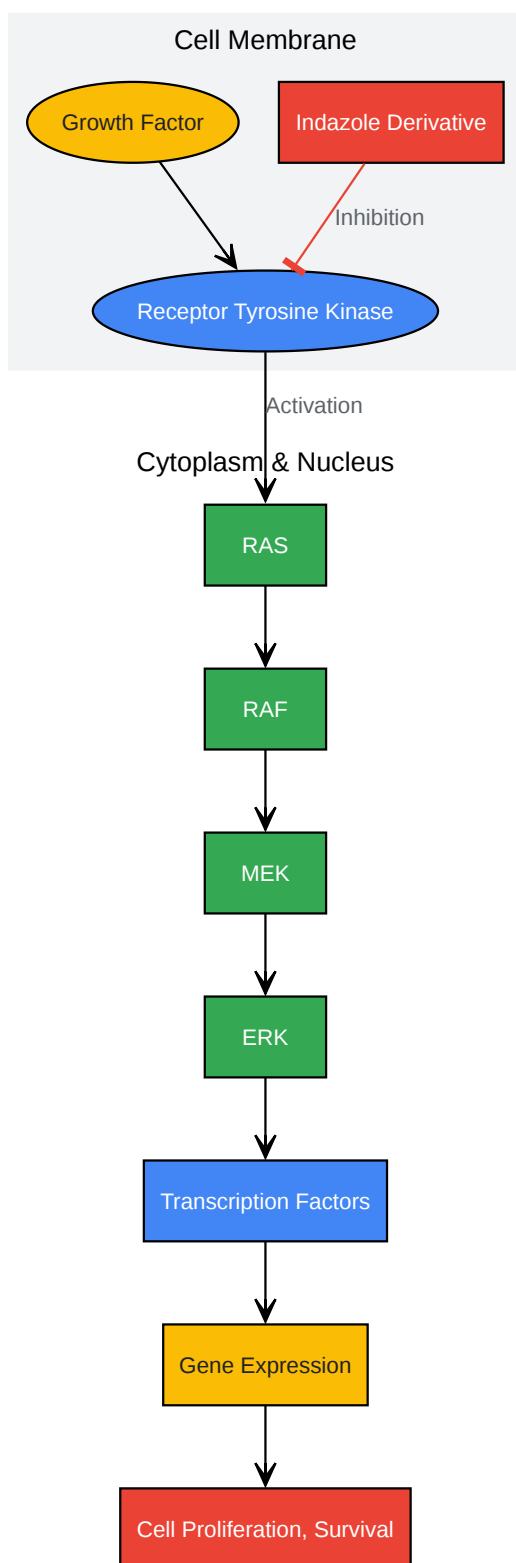 Cell Membrane
Growth Factor
Indazole Derivative
Inhibition
Receptor Tyrosine Kinase
Activation
Cytoplasm & Nucleus
RAS
RAF
MEK
ERK
Transcription Factors
Gene Expression
Cell Proliferation, Survival